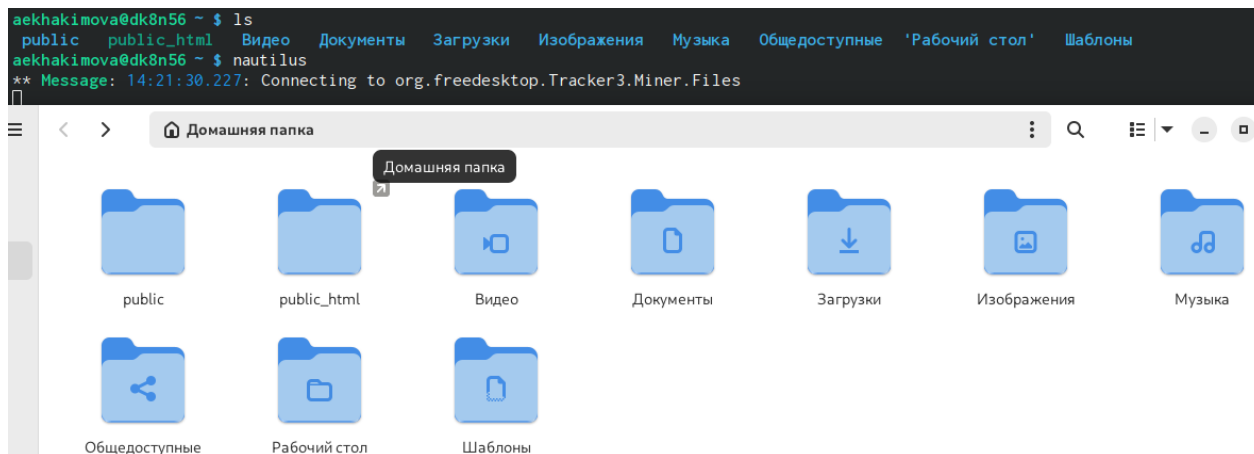 aekhakimova@dk8n56 ~ $ ls
public public_html Видео Документы Загрузки Изображения Музыка Общедоступные 'Рабочий стол' Шаблоны
aekhakimova@dk8n56 ~ $ nautilus
** Message: 14:21:30.227: Connecting to org.freedesktop.Tracker3.Miner.Files
Домашняя папка
Домашняя папка
public public_html Видео Документы Загрузки Изображения Музыка
Общедоступные Рабочий стол Шаблоны